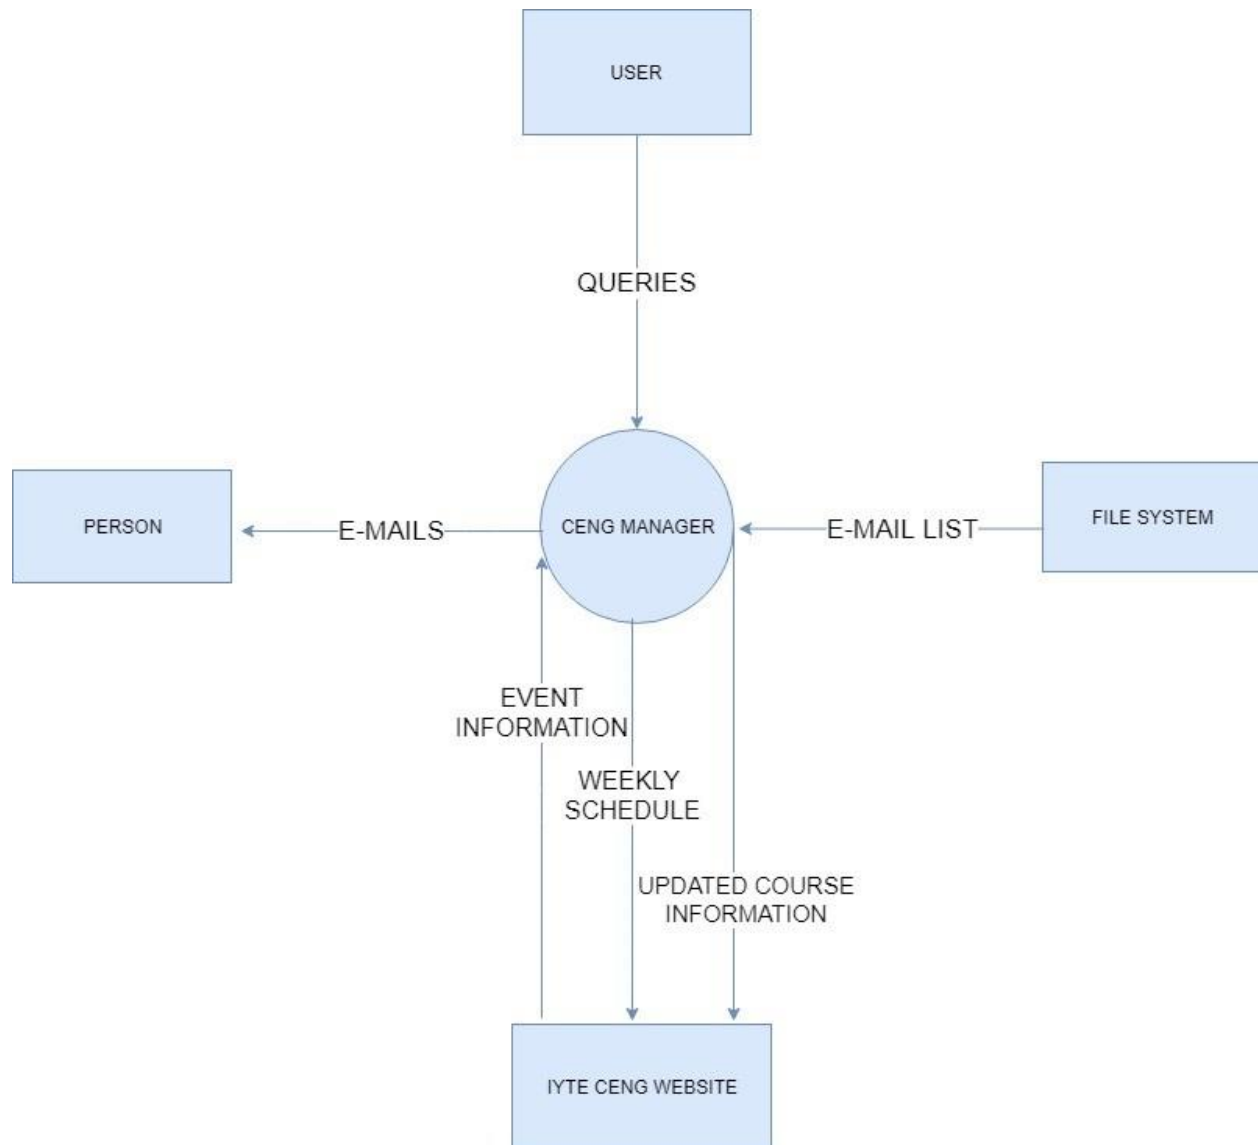 USER
QUERIES
PERSON
E-MAILS
CENG MANAGER
E-MAIL LIST
FILE SYSTEM
EVENT
INFORMATION
WEEKLY
SCHEDULE
UPDATED COURSE
INFORMATION
IYTE CENG WEBSITE